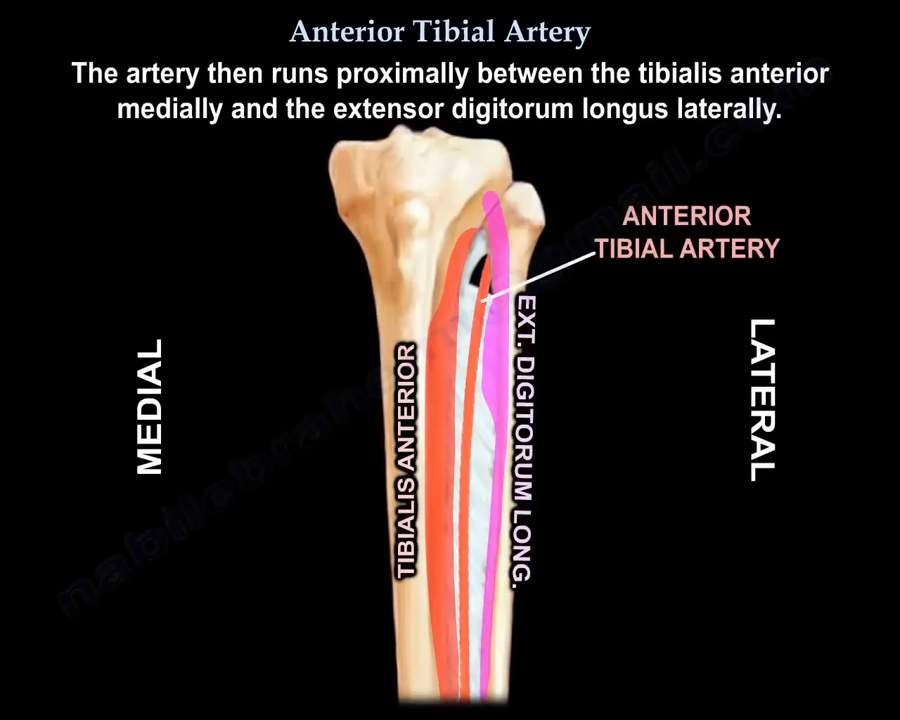 Anterior Tibial Artery
The artery then runs proximally between the tibialis anterior
medially and the extensor digitorum longus laterally.
ANTERIOR
TIBIAL ARTERY
MEDIAL
TIBIALIS ANTERIOR
EXT. DIGITORUM LONG.
LATERAL